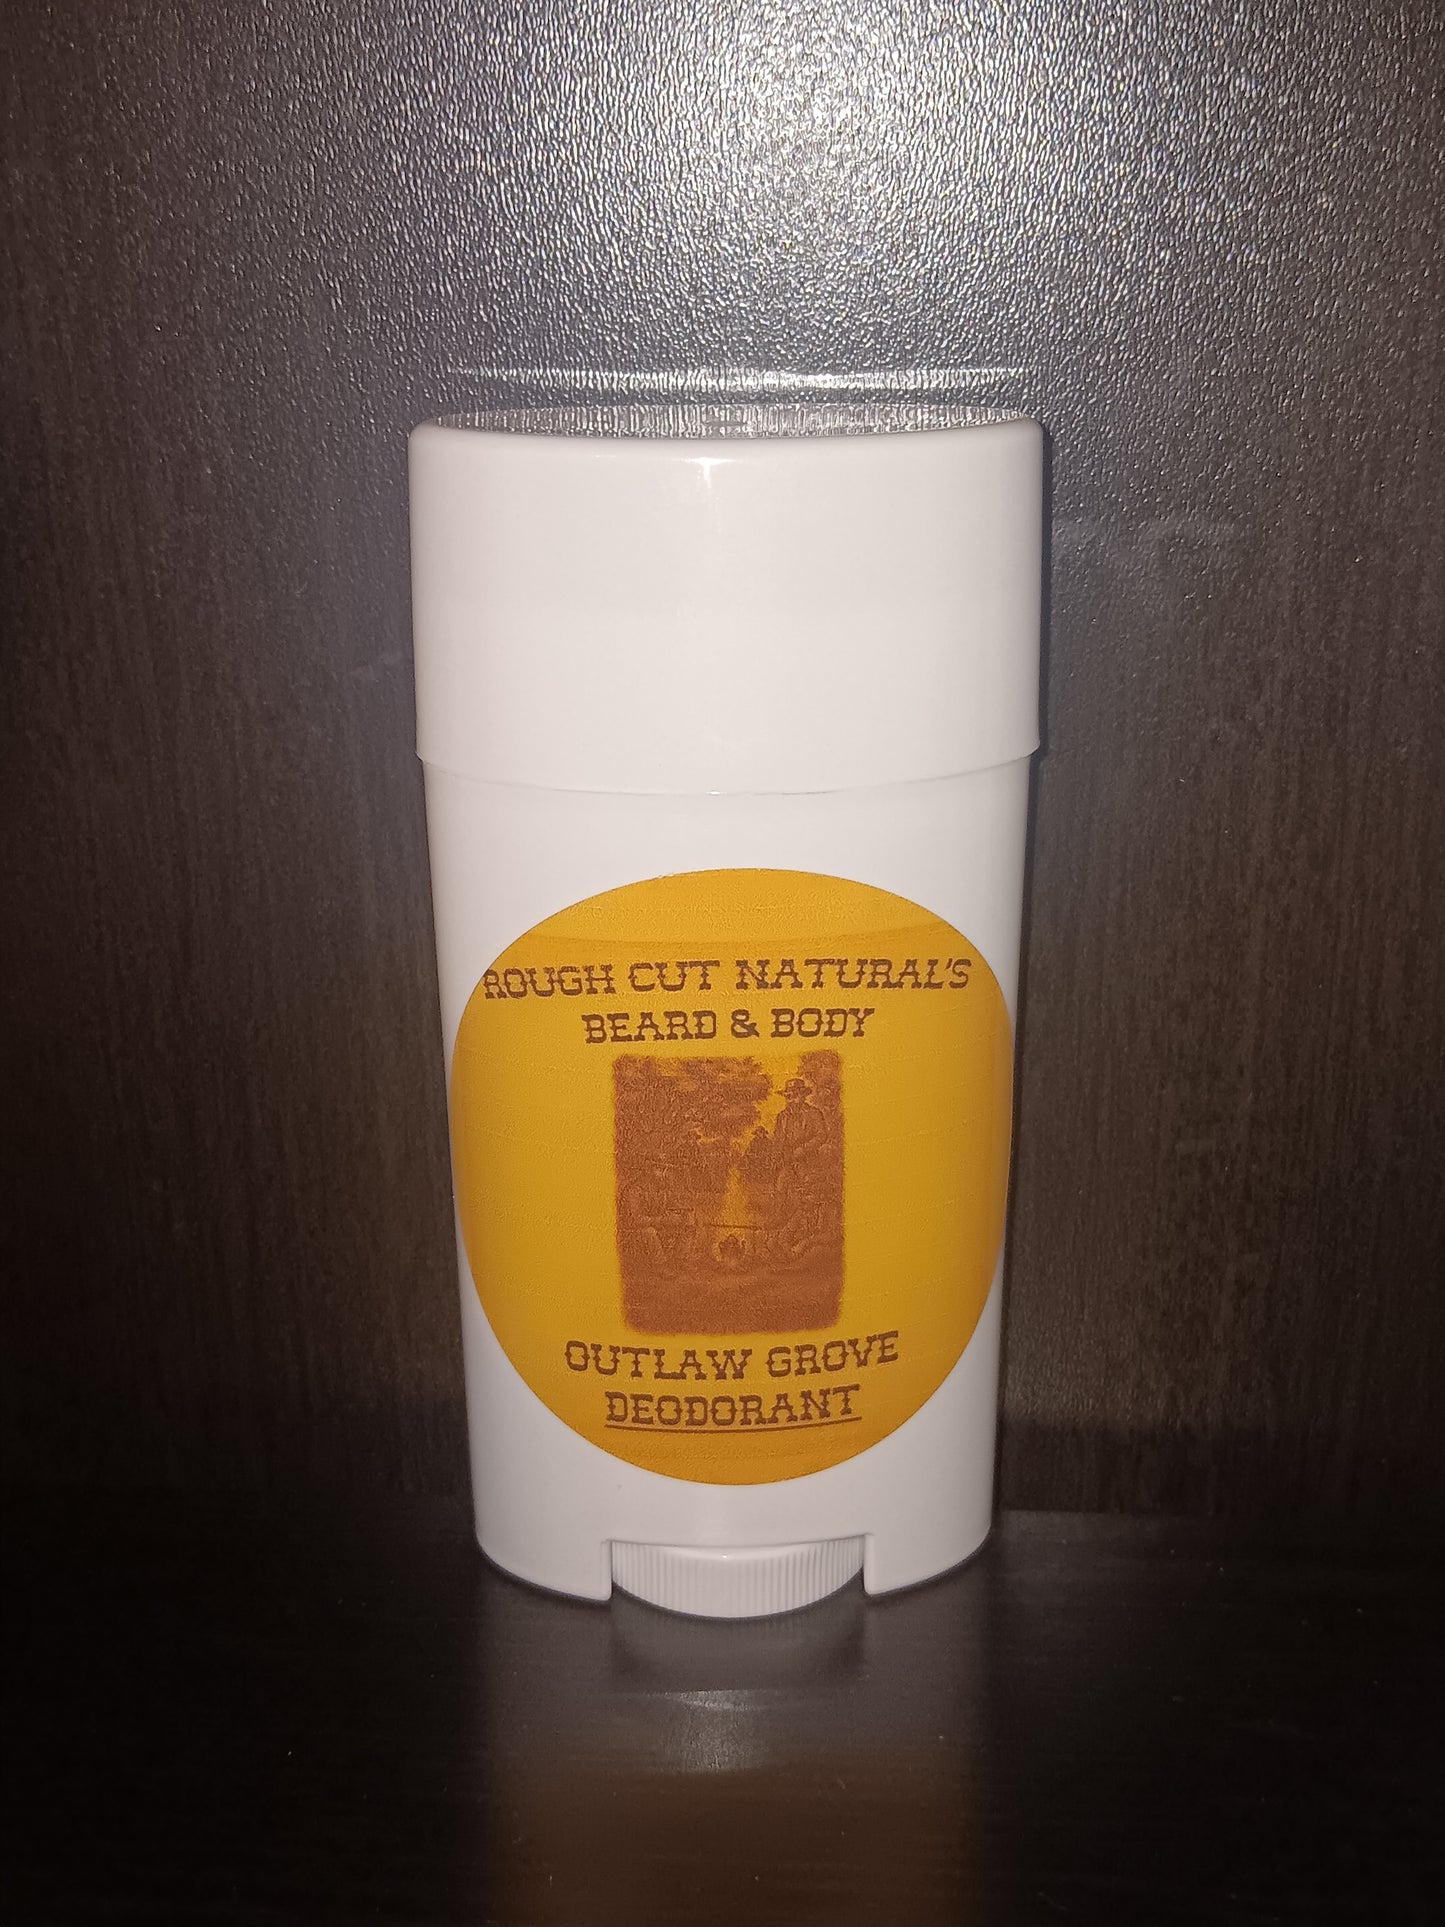 ROUGH CUT NATURAL'S
BEARD & BODY
OUTLAW GROVE
DEODORANT